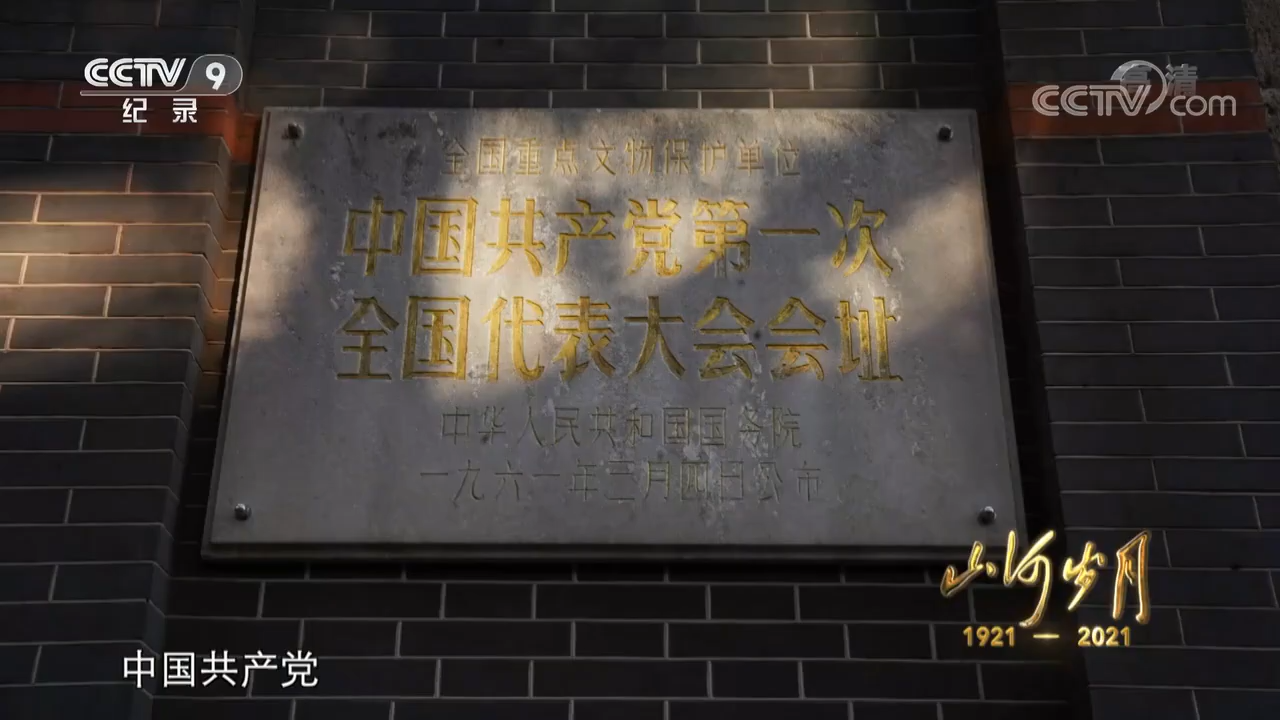 CCTV 9
纪录
高清
CCTV.com
全国重点文物保护单位
中国共产党第一次
全国代表大会会址
中华人民共和国国务院
一九六一年三月四日公布
山河岁月
1921 — 2021
中国共产党